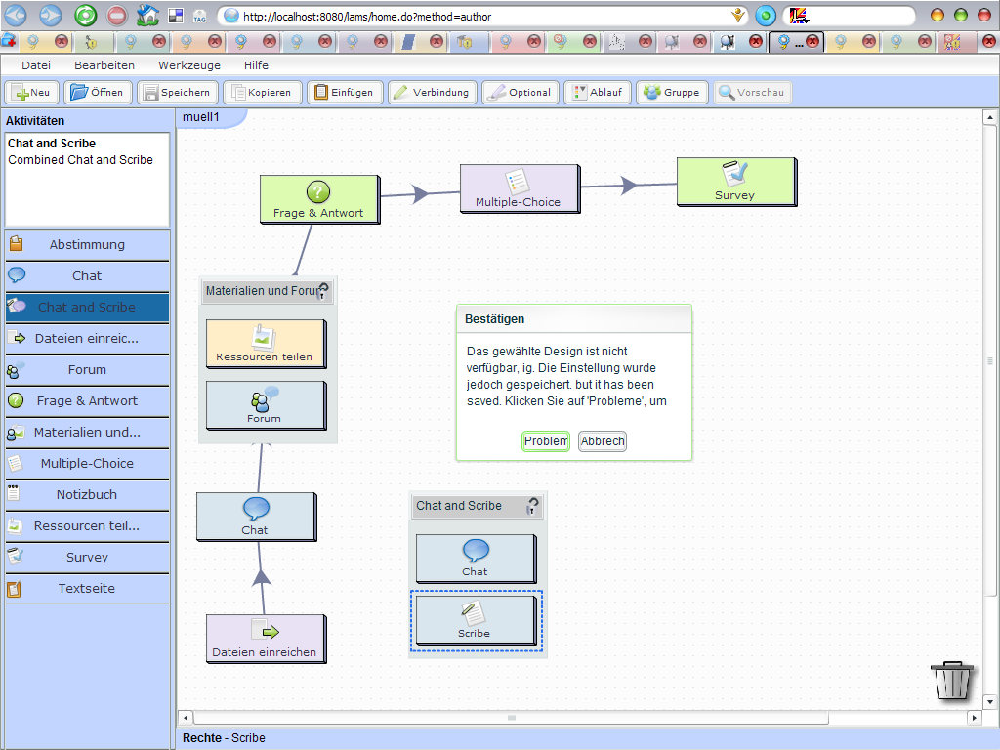 TAG
http://localhost:8080/lams/home.do?method=author
...
Datei Bearbeiten Werkzeuge Hilfe
Neu Öffnen Speichern Kopieren Einfügen Verbindung Optional Ablauf Gruppe Vorschau
Aktivitäten
Chat and Scribe
Combined Chat and Scribe
Abstimmung
Chat
Chat and Scribe
Dateien einreic...
Forum
Frage & Antwort
Materialien und...
Multiple-Choice
Notizbuch
Ressourcen teil...
Survey
Textseite
muell1
Frage & Antwort
Multiple-Choice
Survey
Materialien und Foru
Ressourcen teilen
Forum
Bestätigen
Das gewählte Design ist nicht
verfügbar, ig. Die Einstellung wurde
jedoch gespeichert. but it has been
saved. Klicken Sie auf 'Probleme', um
Problem Abbrech
Chat
Chat and Scribe
Chat
Scribe
Dateien einreichen
Rechte - Scribe